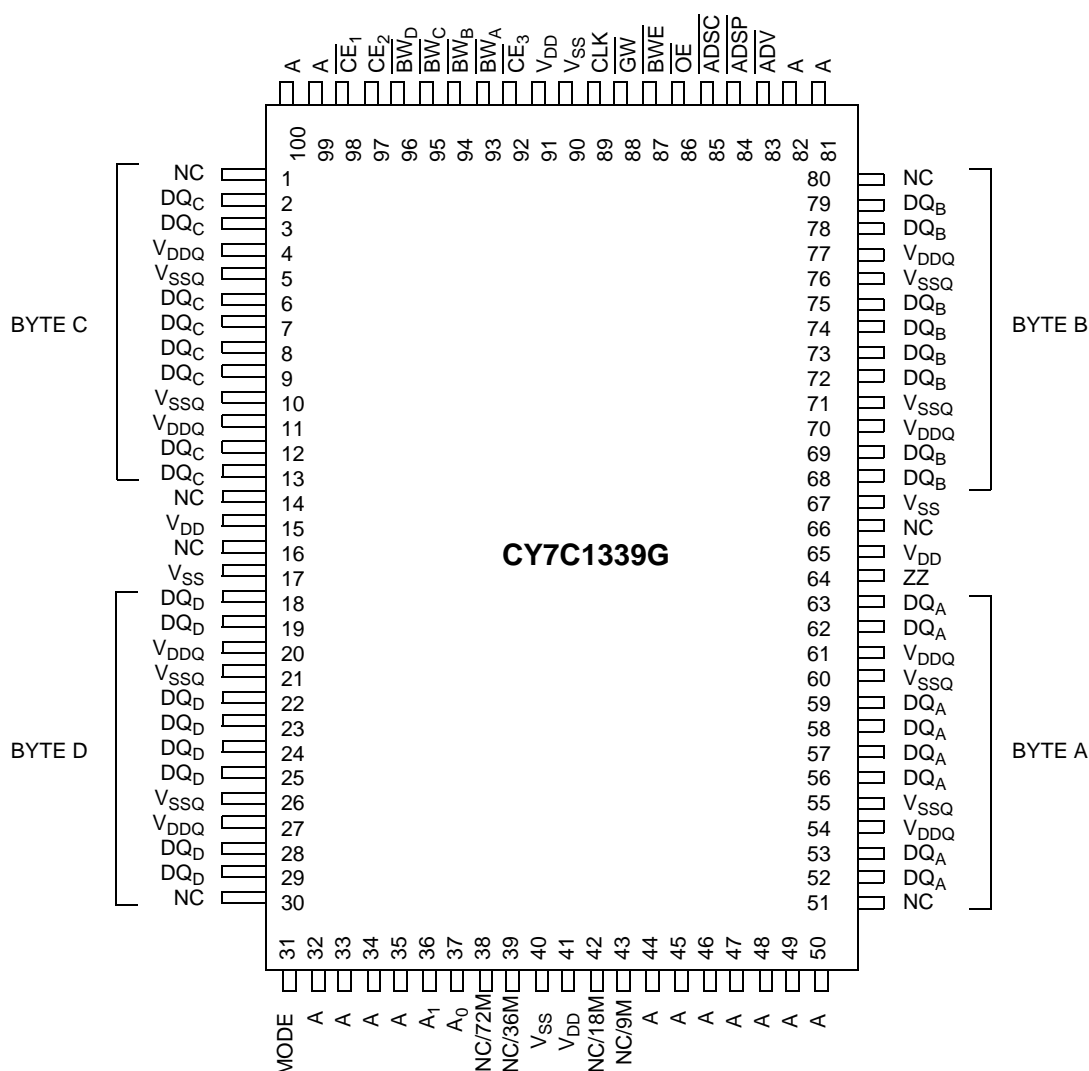 A
A
CE1
CE2
BWD
BWC
BWB
BWA
CE3
VDD
VSS
CLK
GW
BWE
OE
ADSC
ADSP
ADV
A
A
100
99
98
97
96
95
94
93
92
91
90
89
88
87
86
85
84
83
82
81
BYTE C
BYTE D
NC 1
DQC 2
DQC 3
VDDQ 4
VSSQ 5
DQC 6
DQC 7
DQC 8
DQC 9
VSSQ 10
VDDQ 11
DQC 12
DQC 13
NC 14
VDD 15
NC 16
VSS 17
DQD 18
DQD 19
VDDQ 20
VSSQ 21
DQD 22
DQD 23
DQD 24
DQD 25
VSSQ 26
VDDQ 27
DQD 28
DQD 29
NC 30
CY7C1339G
80 NC
79 DQB
78 DQB
77 VDDQ
76 VSSQ
75 DQB
74 DQB
73 DQB
72 DQB
71 VSSQ
70 VDDQ
69 DQB
68 DQB
67 VSS
66 NC
65 VDD
64 ZZ
63 DQA
62 DQA
61 VDDQ
60 VSSQ
59 DQA
58 DQA
57 DQA
56 DQA
55 VSSQ
54 VDDQ
53 DQA
52 DQA
51 NC
BYTE B
BYTE A
31
32
33
34
35
36
37
38
39
40
41
42
43
44
45
46
47
48
49
50
MODE
A
A
A
A
A1
A0
NC/72M
NC/36M
VSS
VDD
NC/18M
NC/9M
A
A
A
A
A
A
A